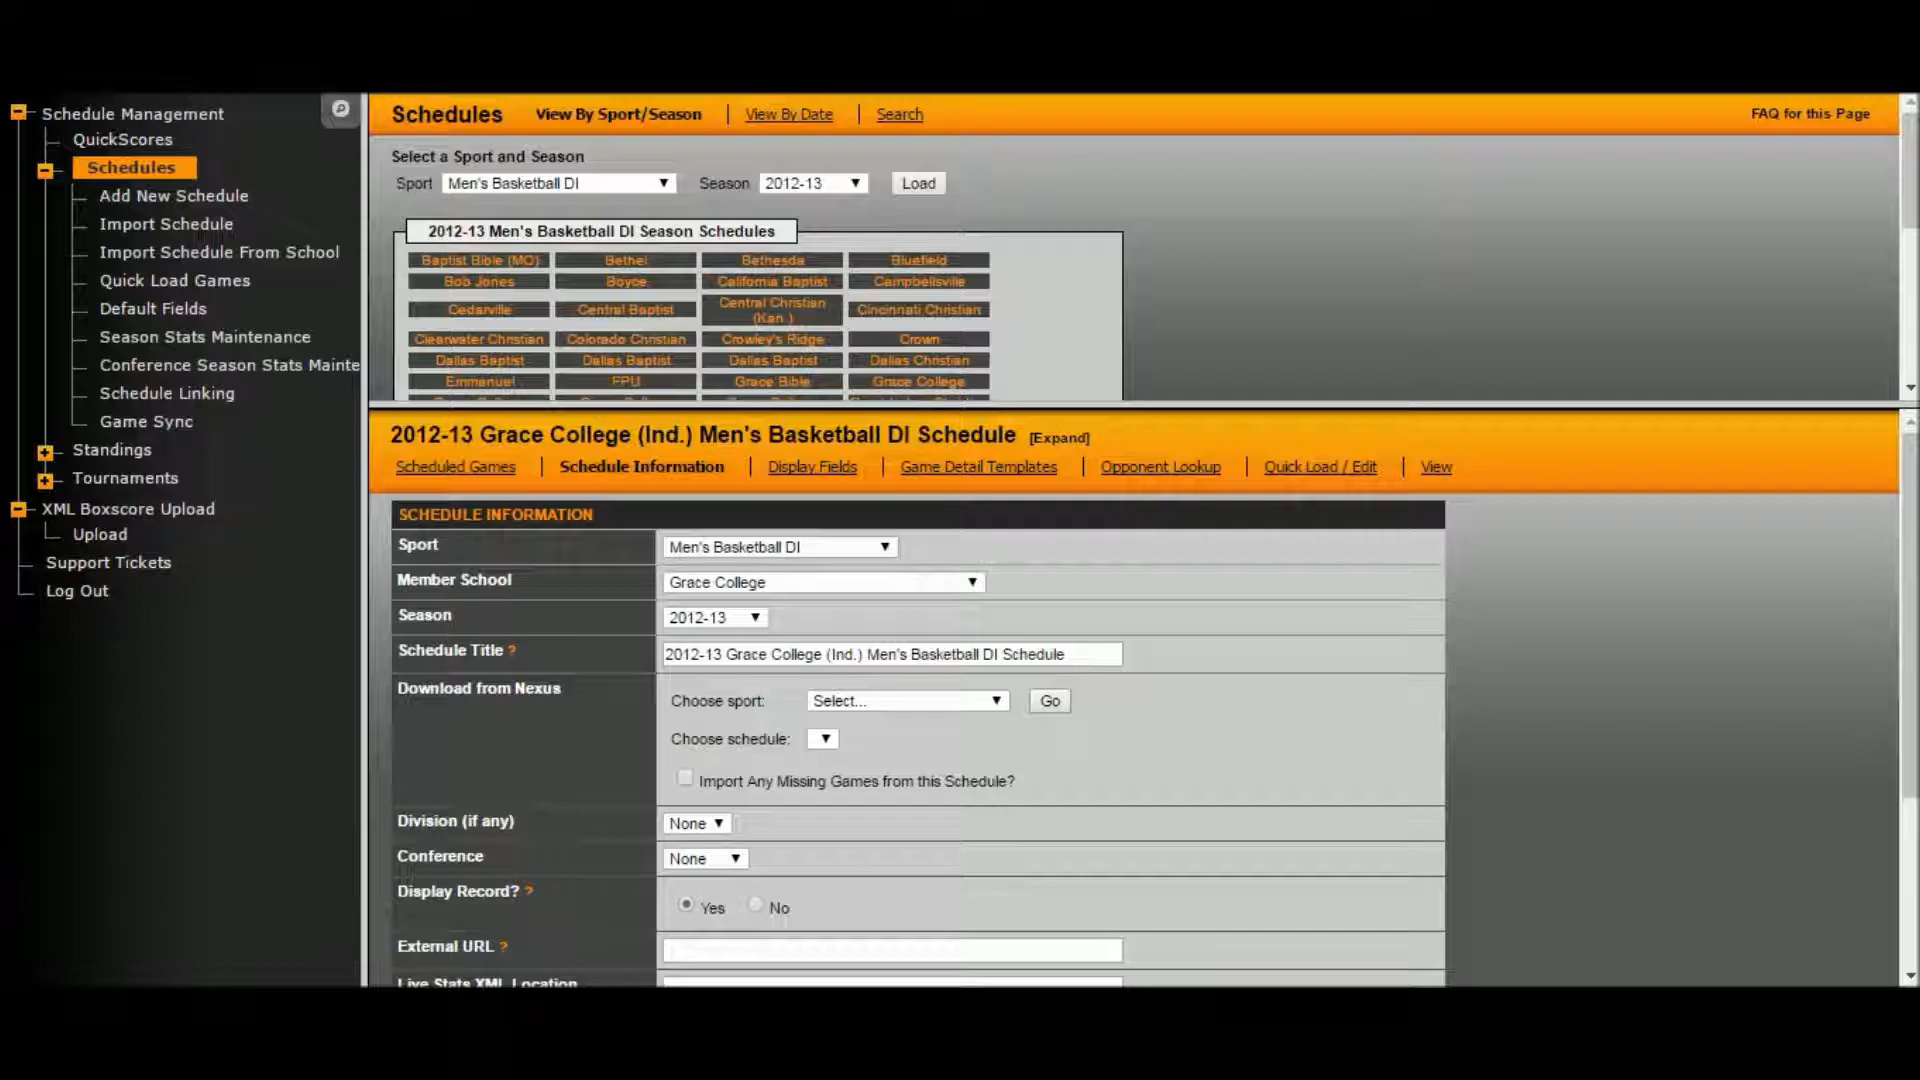 Schedule Management
QuickScores
Schedules
Add New Schedule
Import Schedule
Import Schedule From School
Quick Load Games
Default Fields
Season Stats Maintenance
Conference Season Stats Mainte
Schedule Linking
Game Sync
Standings
Tournaments
XML Boxscore Upload
Upload
Support Tickets
Log Out
Schedules View By Sport/Season View By Date Search FAQ for this Page
Select a Sport and Season
Sport Men's Basketball DI Season 2012-13 Load
2012-13 Men's Basketball DI Season Schedules
Baptist Bible (MO) Bethel Bethesda Bluefield
Bob Jones Boyce California Baptist Campbellsville
Cedarville Central Baptist Central Christian (Kan.) Cincinnati Christian
Clearwater Christian Colorado Christian Crowley's Ridge Crown
Dallas Baptist Dallas Baptist Dallas Baptist Dallas Christian
Emmanuel FPU Grace Bible Grace College
2012-13 Grace College (Ind.) Men's Basketball DI Schedule [Expand]
Scheduled Games Schedule Information Display Fields Game Detail Templates Opponent Lookup Quick Load / Edit View
SCHEDULE INFORMATION
Sport Men's Basketball DI
Member School Grace College
Season 2012-13
Schedule Title ? 2012-13 Grace College (Ind.) Men's Basketball DI Schedule
Download from Nexus Choose sport: Select... Go
Choose schedule:
Import Any Missing Games from this Schedule?
Division (if any) None
Conference None
Display Record? ? Yes No
External URL ?
Live Stats XML Location